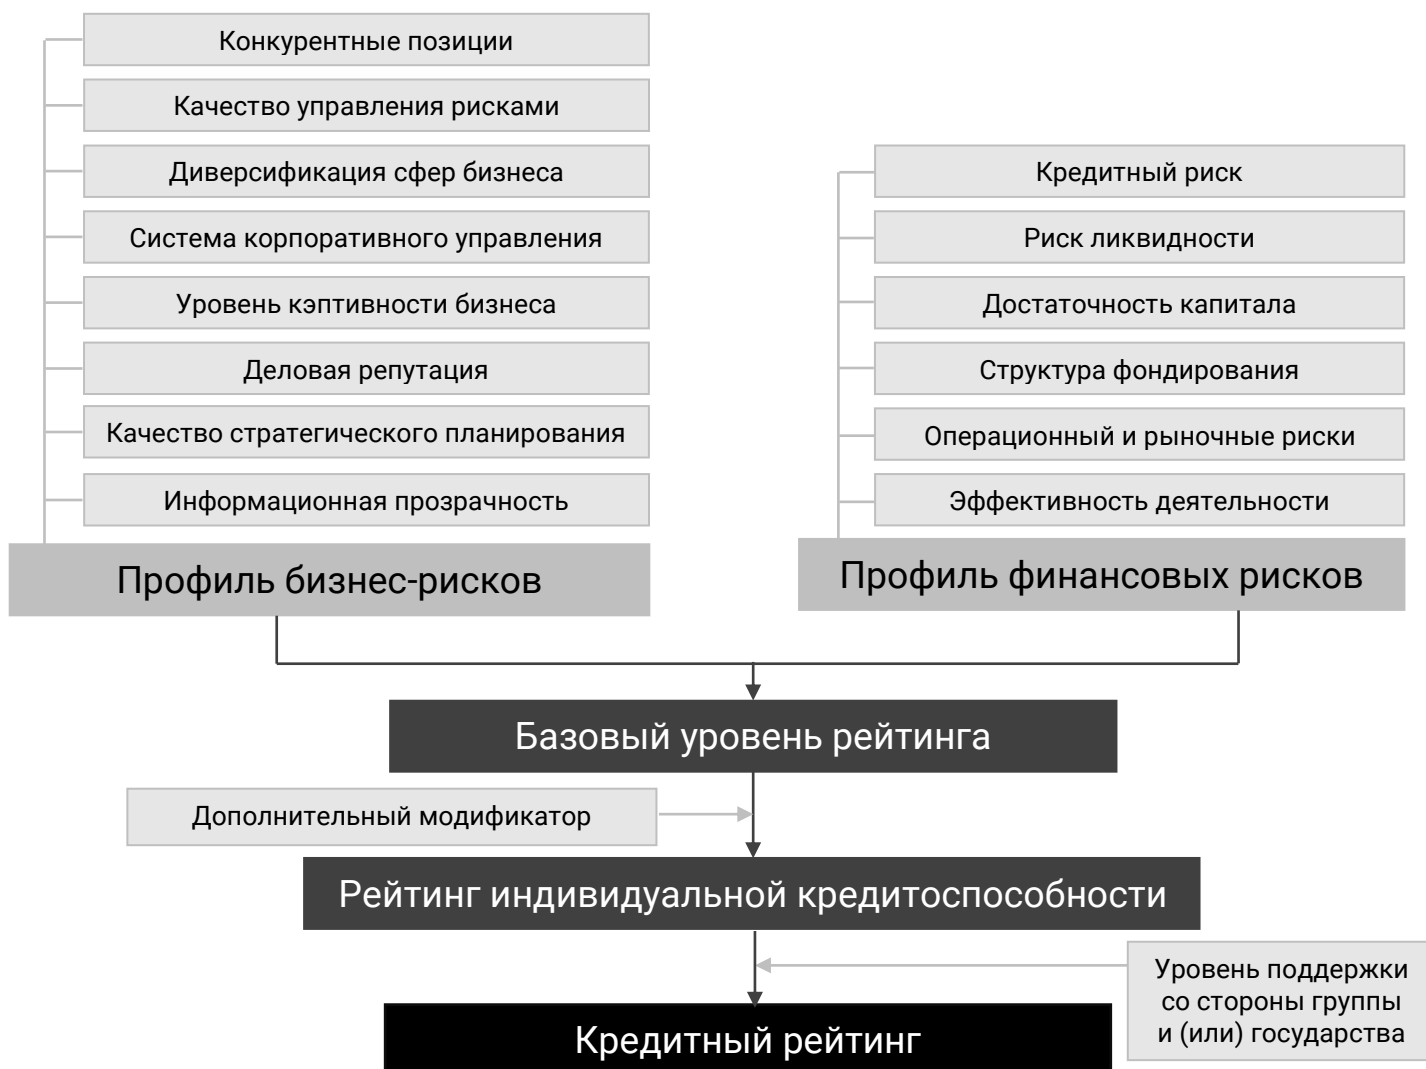 Конкурентные позиции
Качество управления рисками
Диверсификация сфер бизнеса
Система корпоративного управления
Уровень кэптивности бизнеса
Деловая репутация
Качество стратегического планирования
Информационная прозрачность
Профиль бизнес-рисков
Кредитный риск
Риск ликвидности
Достаточность капитала
Структура фондирования
Операционный и рыночные риски
Эффективность деятельности
Профиль финансовых рисков
Базовый уровень рейтинга
Дополнительный модификатор
Рейтинг индивидуальной кредитоспособности
Уровень поддержки
со стороны группы
и (или) государства
Кредитный рейтинг